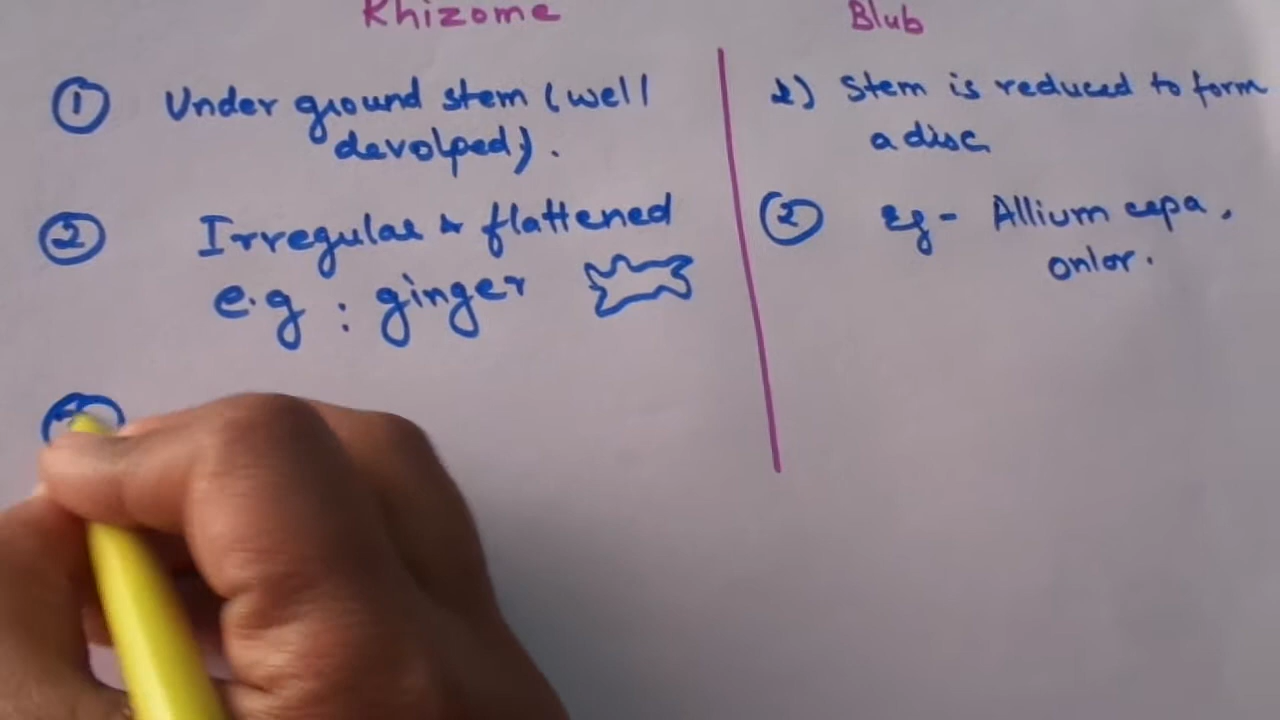 Rhizome
① Under ground stem (well
devolped).
② Irregular & flattened
e.g : ginger
Blub
1) Stem is reduced to form
a disc
② Eg - Allium cepa,
onlor.